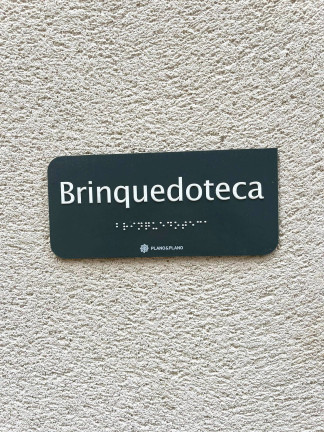 Brinquedoteca
⠃⠗⠊⠝⠟⠥⠑⠙⠕⠞⠑⠉⠁
PLANO&PLANO